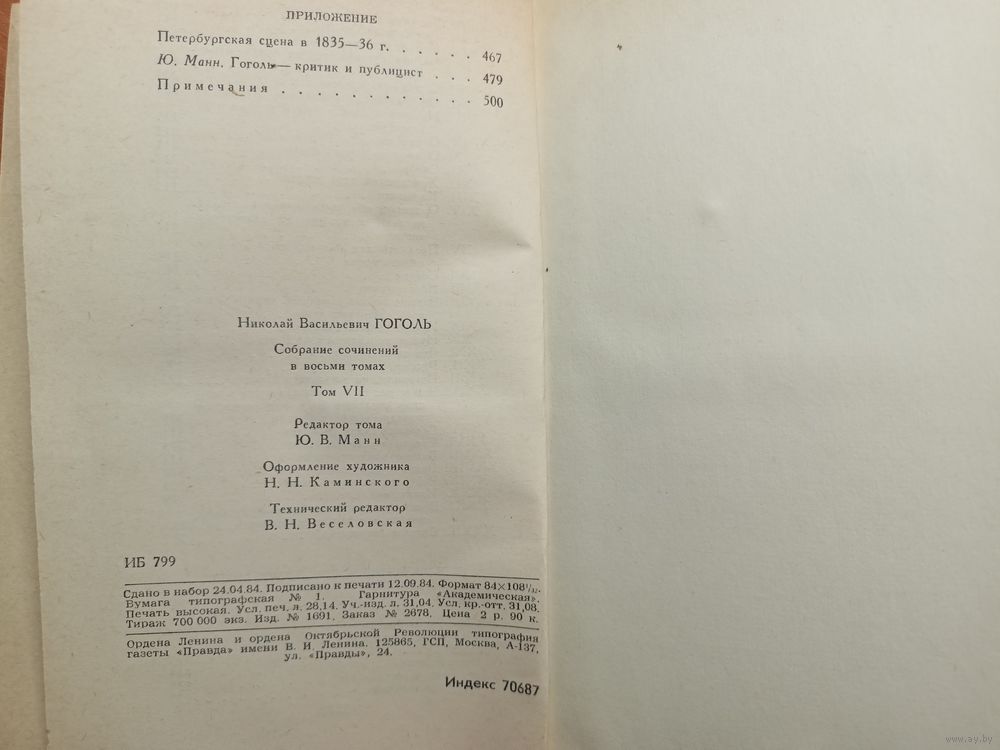 ПРИЛОЖЕНИЕ
Петербургская сцена в 1835—36 г. . . . . . 467
Ю. Манн. Гоголь — критик и публицист . . . 479
Примечания . . . . . . . . . . . 500
Николай Васильевич ГОГОЛЬ
Собрание сочинений
в восьми томах
Том VII
Редактор тома
Ю. В. Манн
Оформление художника
Н. Н. Каминского
Технический редактор
В. Н. Веселовская
ИБ 799
Сдано в набор 24.04.84. Подписано к печати 12.09.84. Формат 84×108¹/₃₂.
Бумага типографская № 1. Гарнитура «Академическая».
Печать высокая. Усл. печ. л. 28,14. Уч.-изд. л. 31,04. Усл. кр.-отт. 31,08.
Тираж 700 000 экз. Изд. № 1691. Заказ № 2678. Цена 2 р. 90 к.
Ордена Ленина и ордена Октябрьской Революции типография
газеты «Правда» имени В. И. Ленина. 125865, ГСП, Москва, А-137,
ул. «Правды», 24.
Индекс 70687
www.ay.by